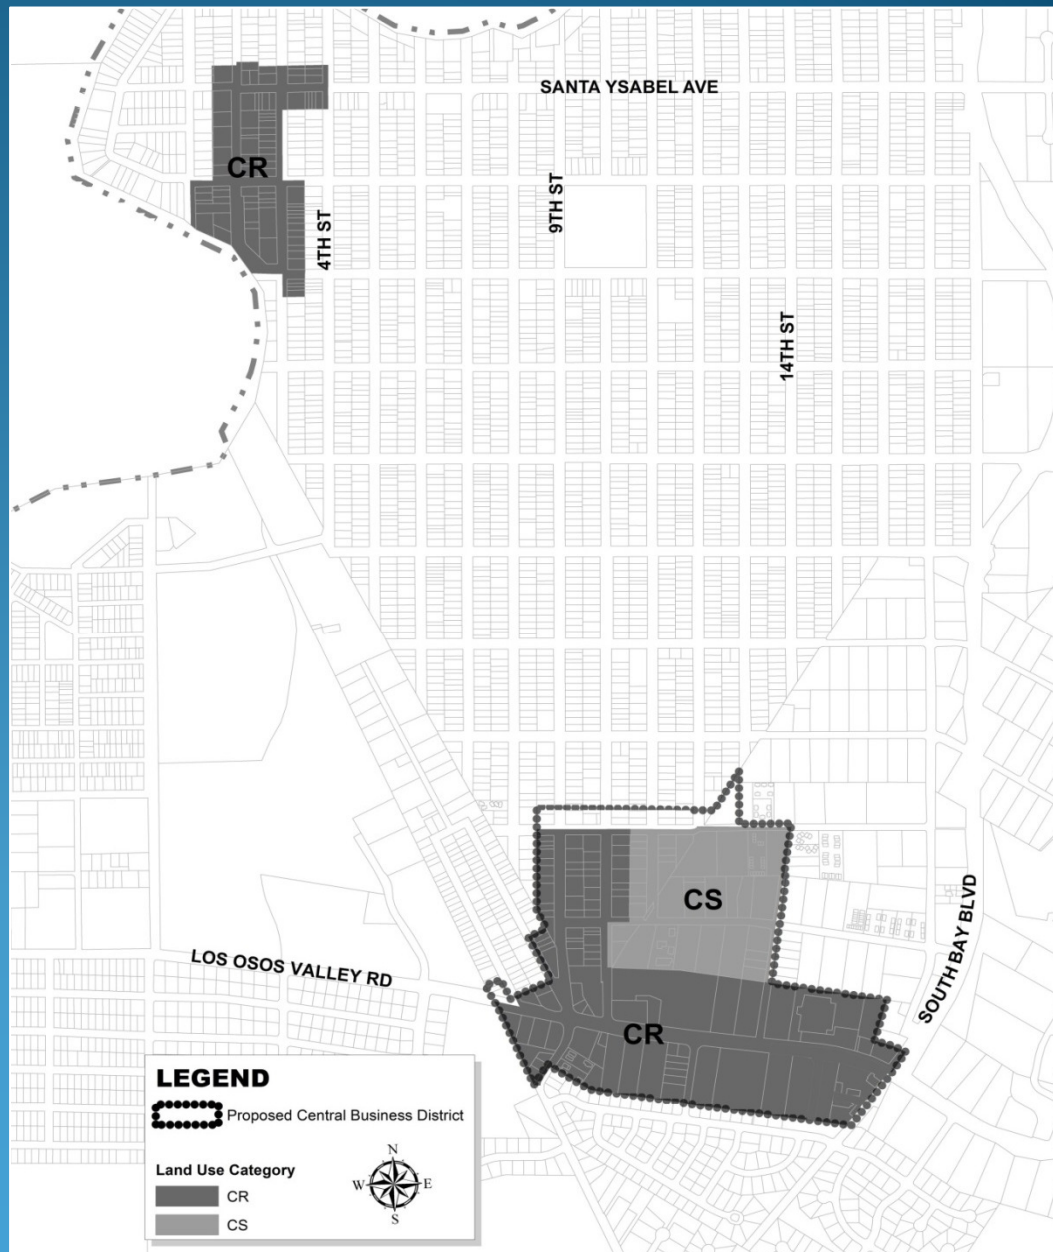 SANTA YSABEL AVE
CR
9TH ST
4TH ST
14TH ST
CS
LOS OSOS VALLEY RD
SOUTH BAY BLVD
CR
LEGEND
Proposed Central Business District
Land Use Category
CR
CS
N
W E
S